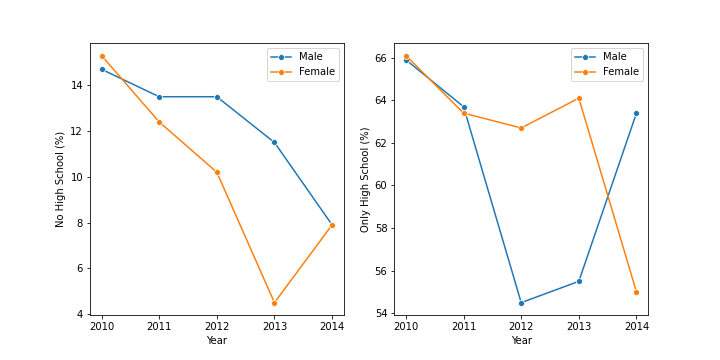 Male
Female
14
12
10
8
6
4
No High School (%)
2010 2011 2012 2013 2014
Year
Male
Female
66
64
62
60
58
56
54
Only High School (%)
2010 2011 2012 2013 2014
Year